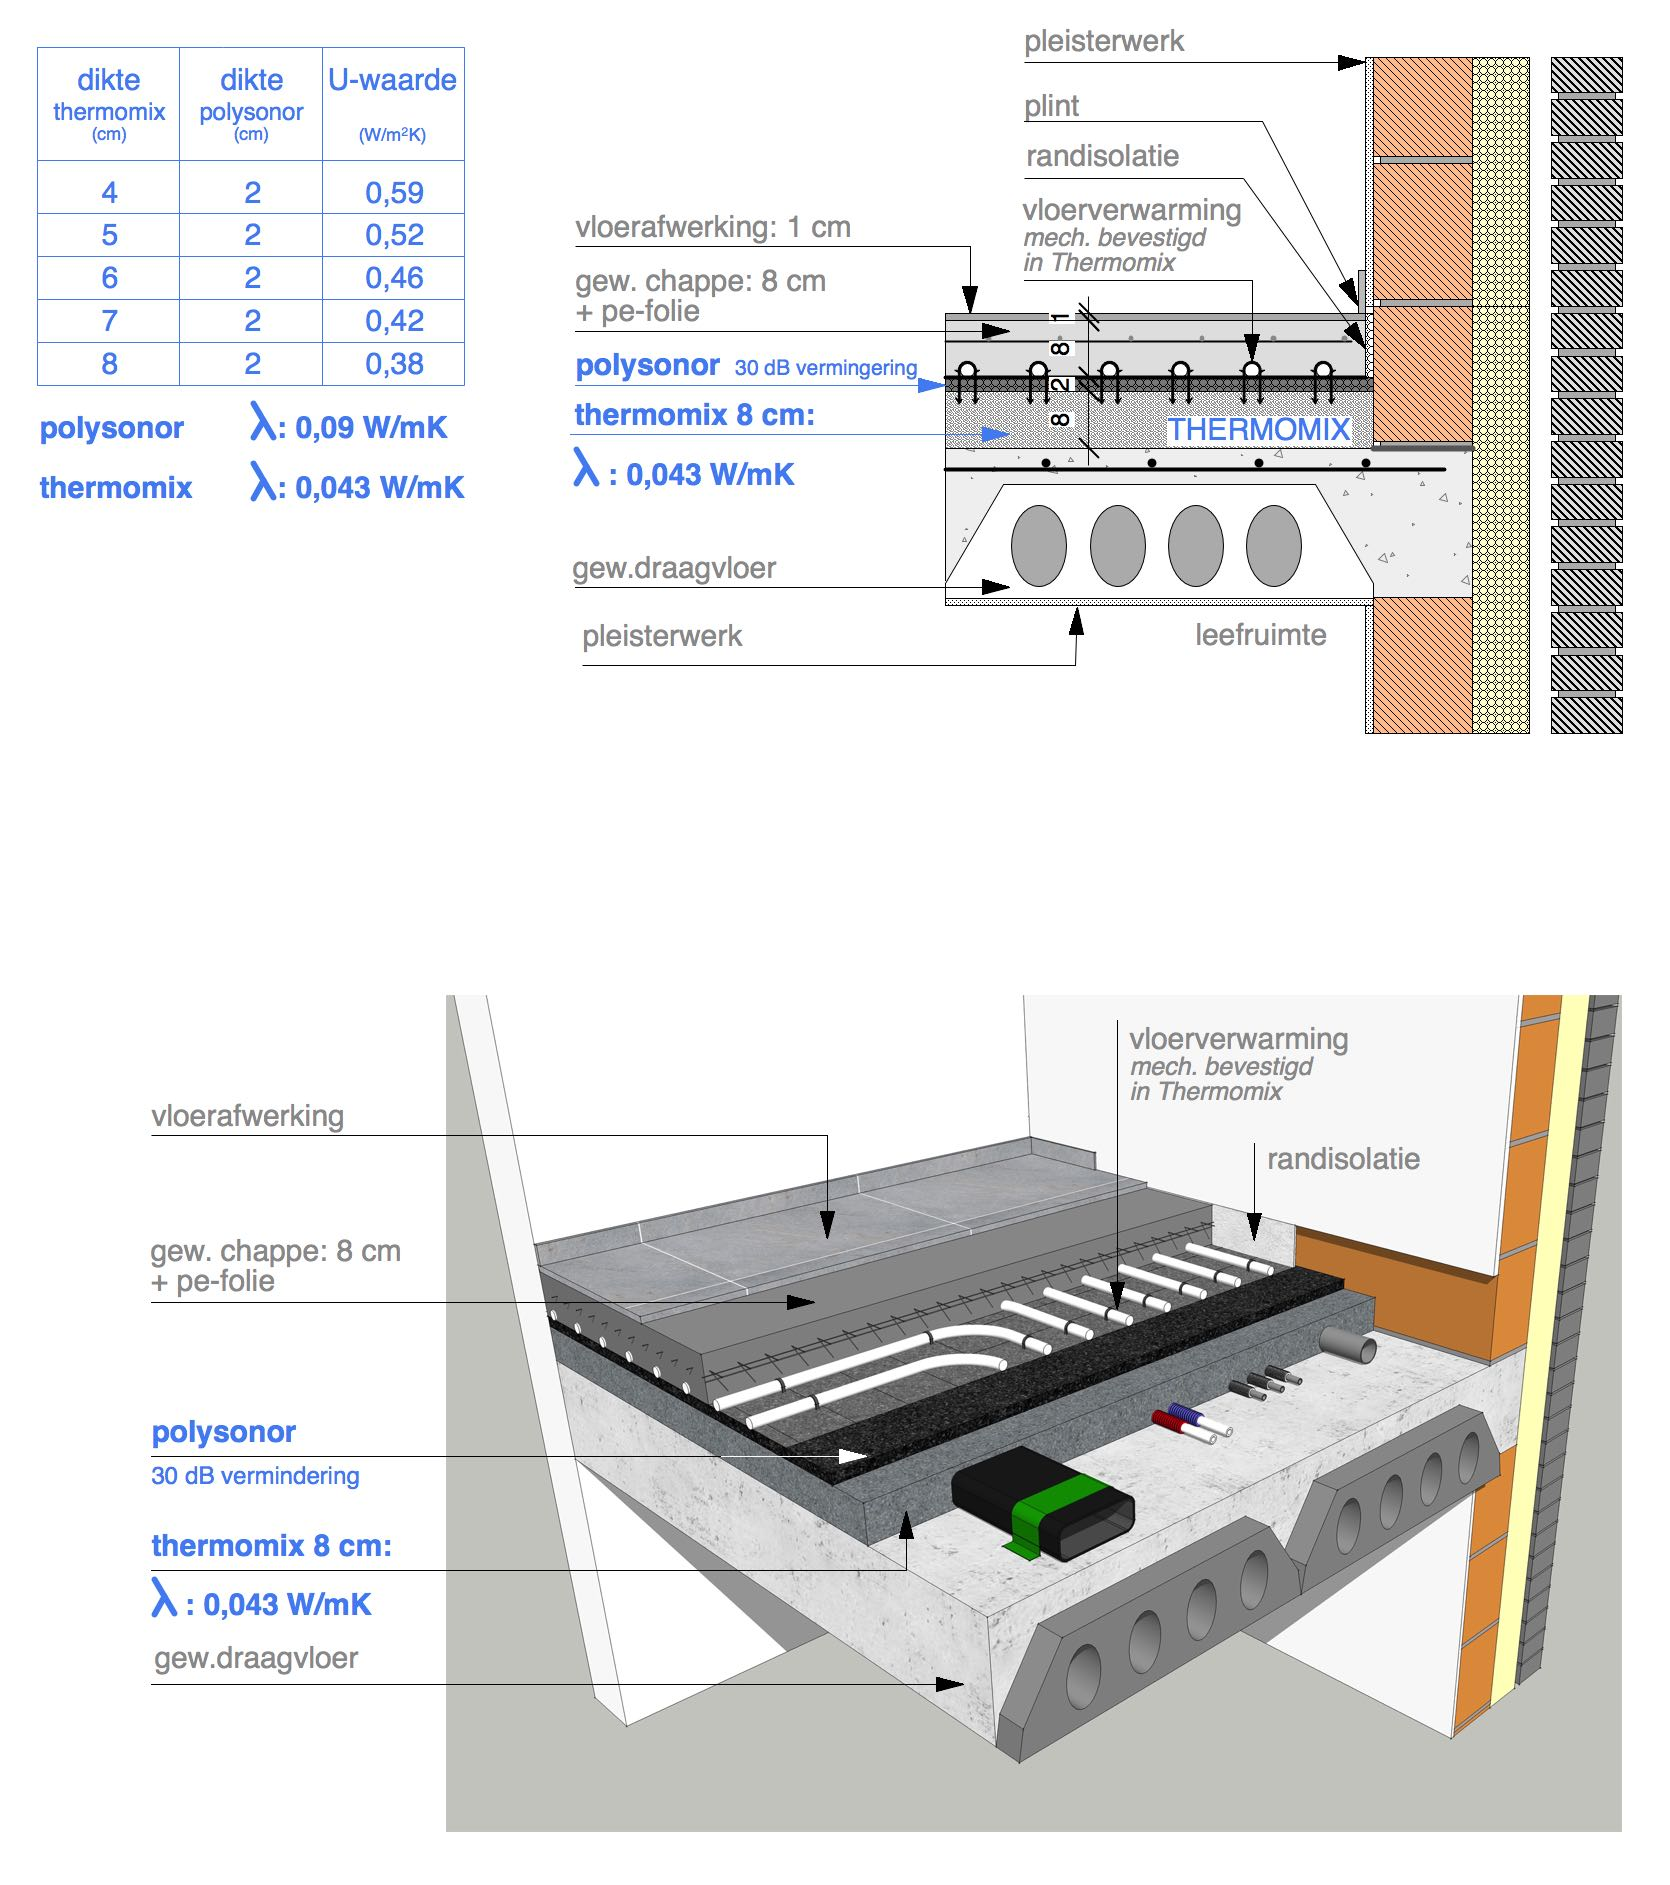 dikte
thermomix
(cm)
dikte
polysonor
(cm)
U-waarde
(W/m²K)
4 2 0,59
5 2 0,52
6 2 0,46
7 2 0,42
8 2 0,38
polysonor λ: 0,09 W/mK
thermomix λ: 0,043 W/mK
pleisterwerk
plint
randisolatie
vloerverwarming
mech. bevestigd
in Thermomix
vloerafwerking: 1 cm
gew. chappe: 8 cm
+ pe-folie
polysonor 30 dB vermingering
thermomix 8 cm:
λ : 0,043 W/mK
1
8
2
8
THERMOMIX
gew.draagvloer
pleisterwerk
leefruimte
vloerverwarming
mech. bevestigd
in Thermomix
vloerafwerking
randisolatie
gew. chappe: 8 cm
+ pe-folie
polysonor
30 dB vermindering
thermomix 8 cm:
λ : 0,043 W/mK
gew.draagvloer